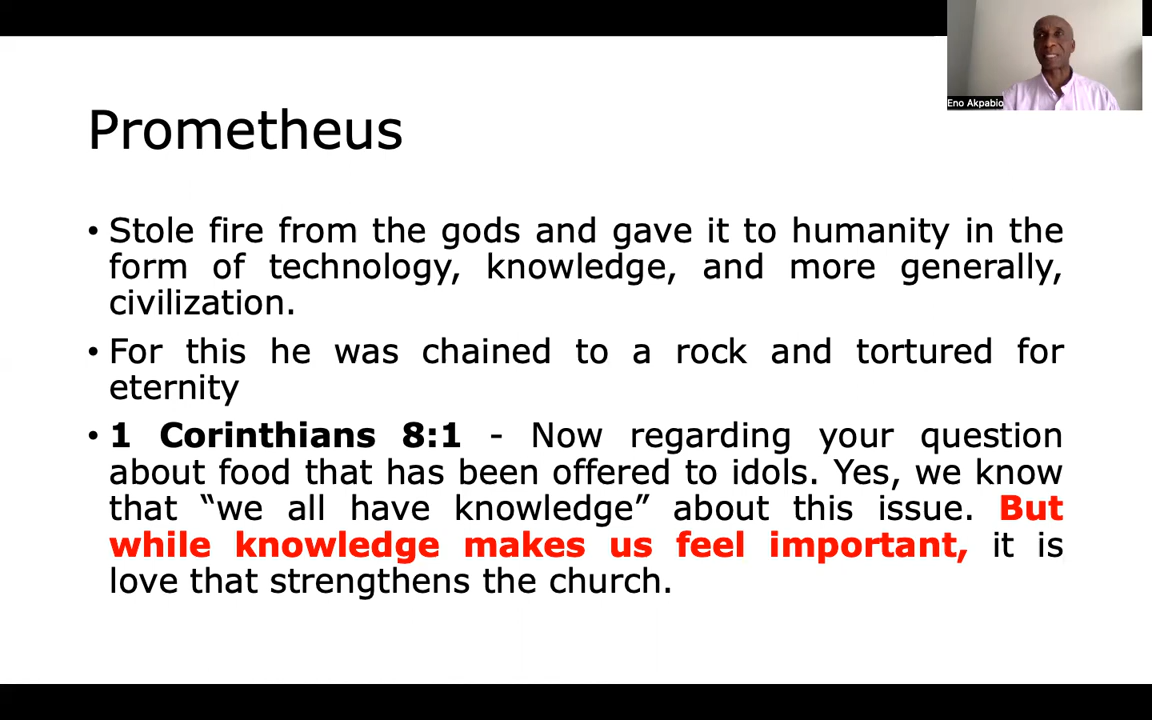 Eno Akpabio
Prometheus
• Stole fire from the gods and gave it to humanity in the
form of technology, knowledge, and more generally,
civilization.
• For this he was chained to a rock and tortured for
eternity
• 1 Corinthians 8:1 - Now regarding your question
about food that has been offered to idols. Yes, we know
that “we all have knowledge” about this issue. But
while knowledge makes us feel important, it is
love that strengthens the church.